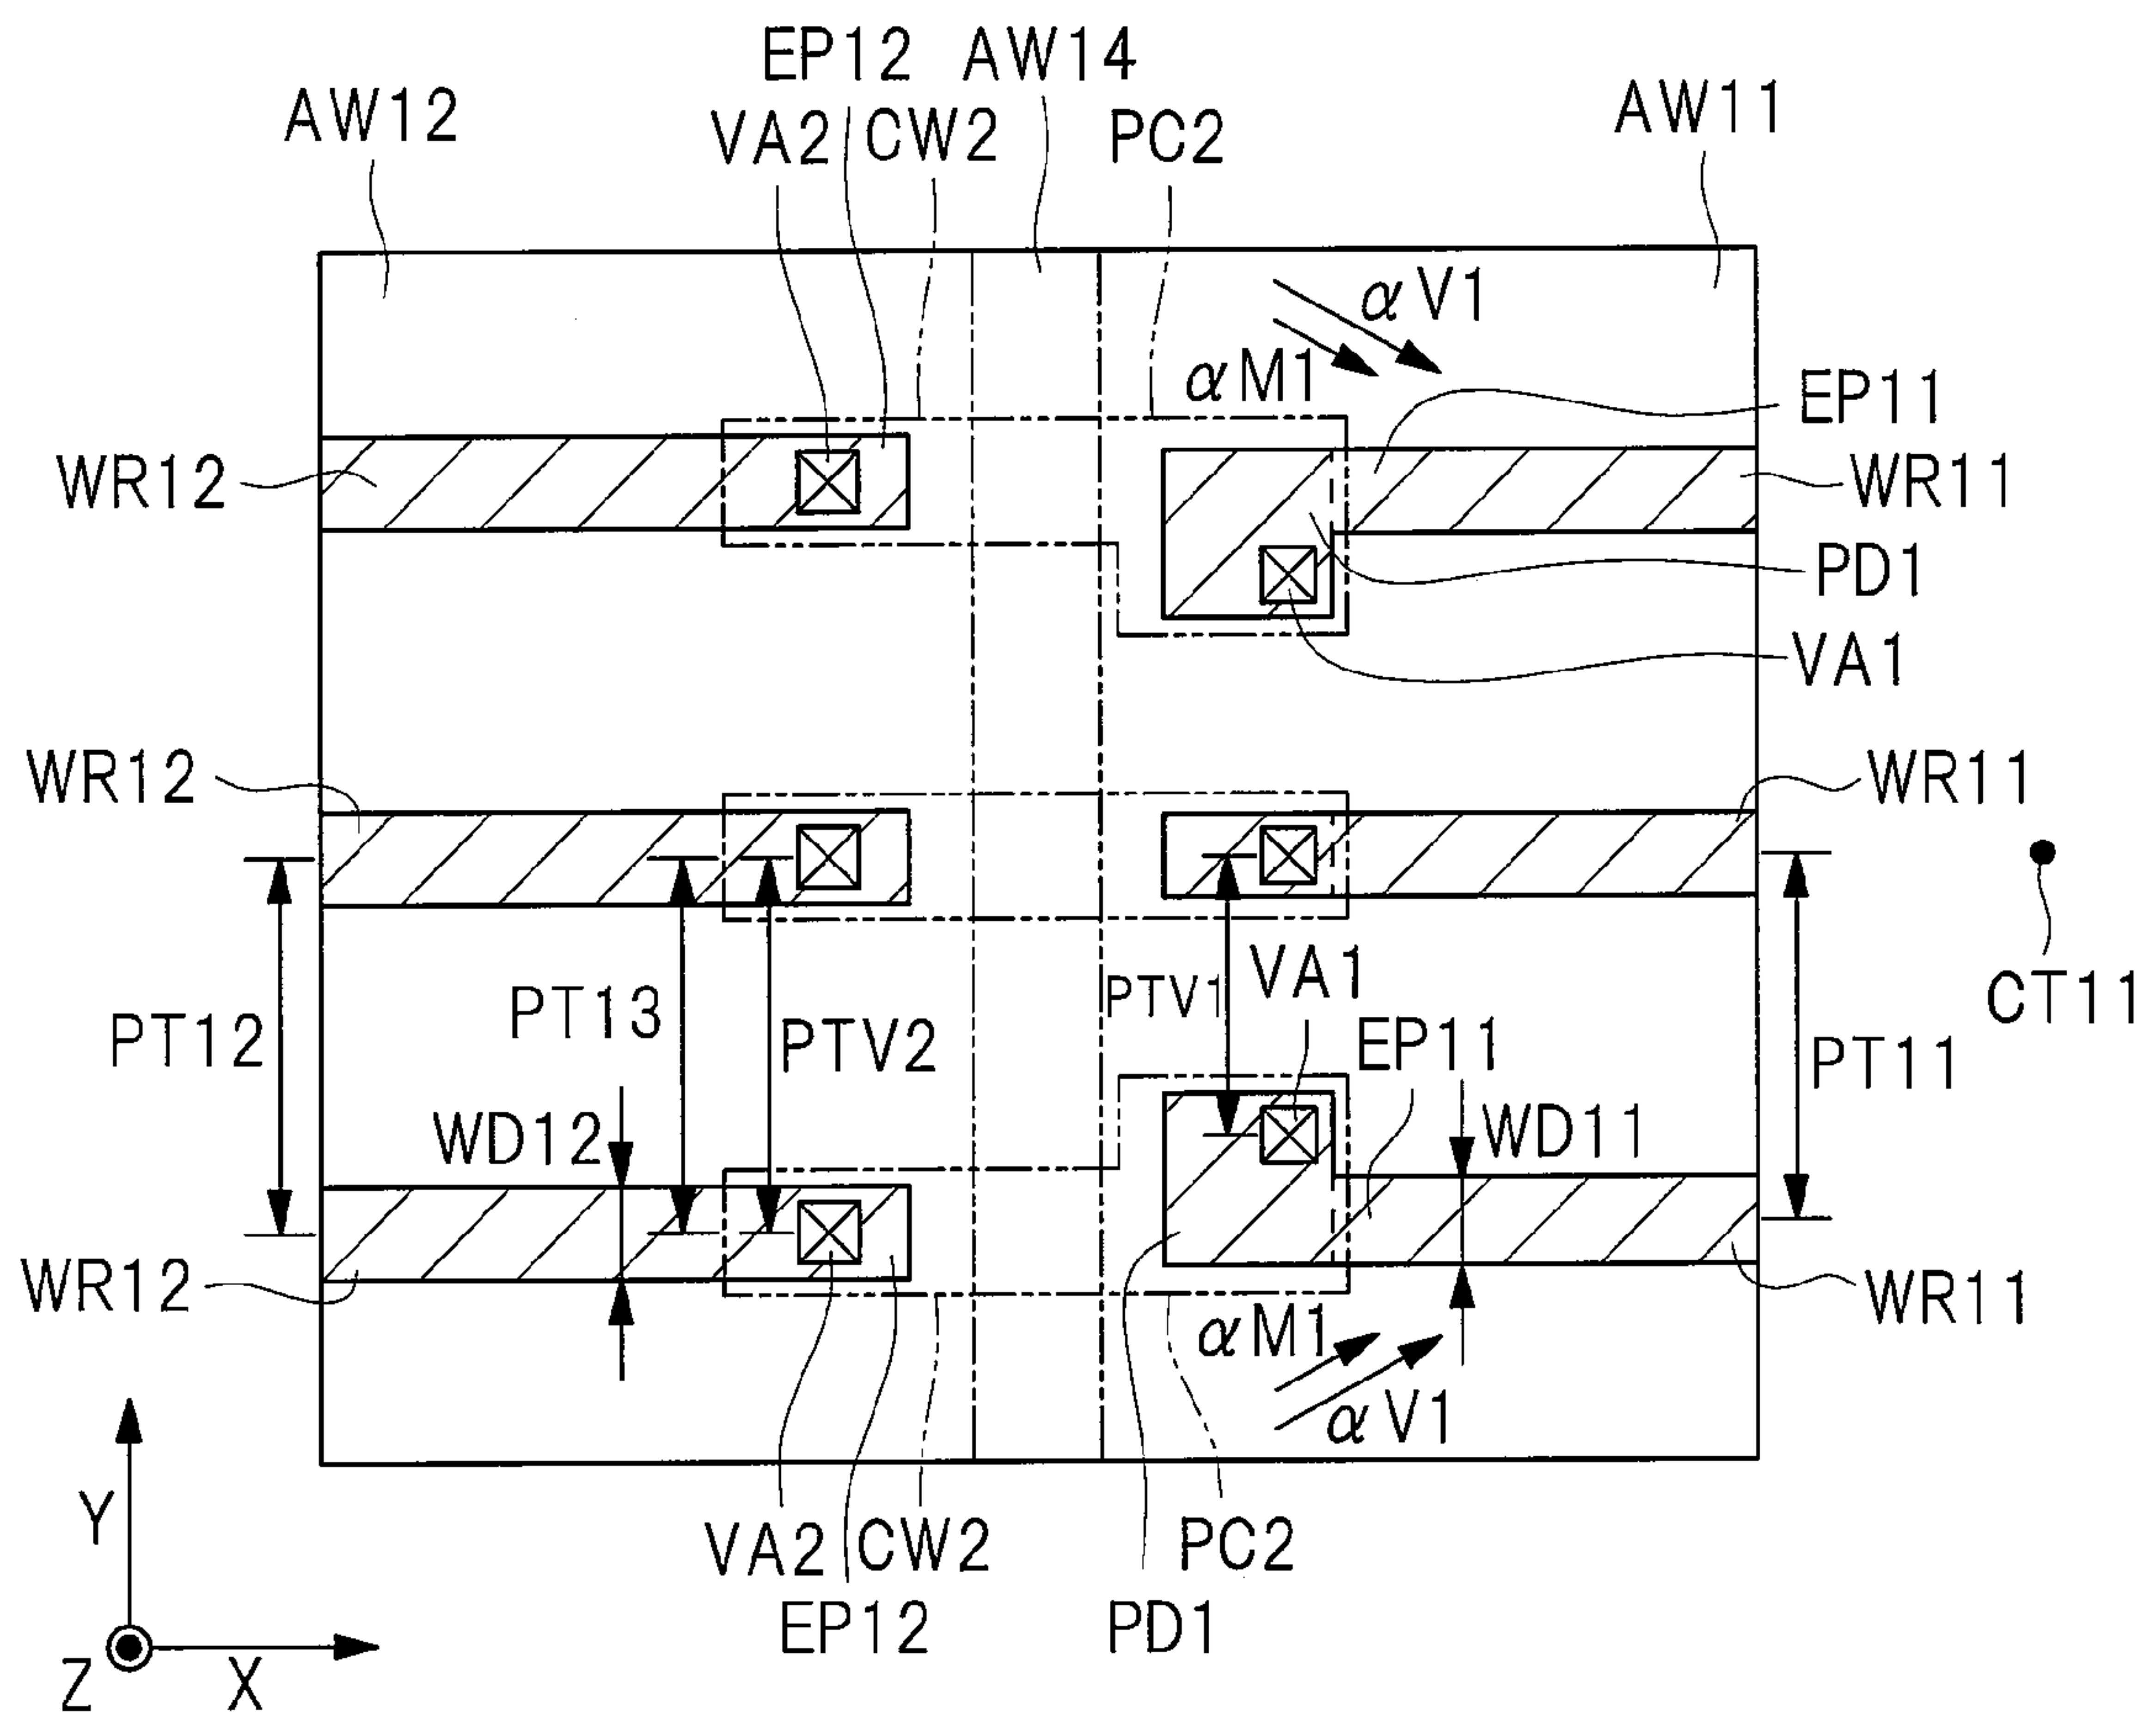 EP12 AW14
AW12 VA2 CW2 PC2 AW11
αV1
αM1 EP11
WR12 WR11
PD1
VA1
WR12 WR11
VA1
CT11
PT12 PT13 PTV2 PTV1 EP11 PT11
WD12 WD11
WR12 WR11
αM1
αV1
Y
VA2 CW2 PC2
EP12 PD1
Z X